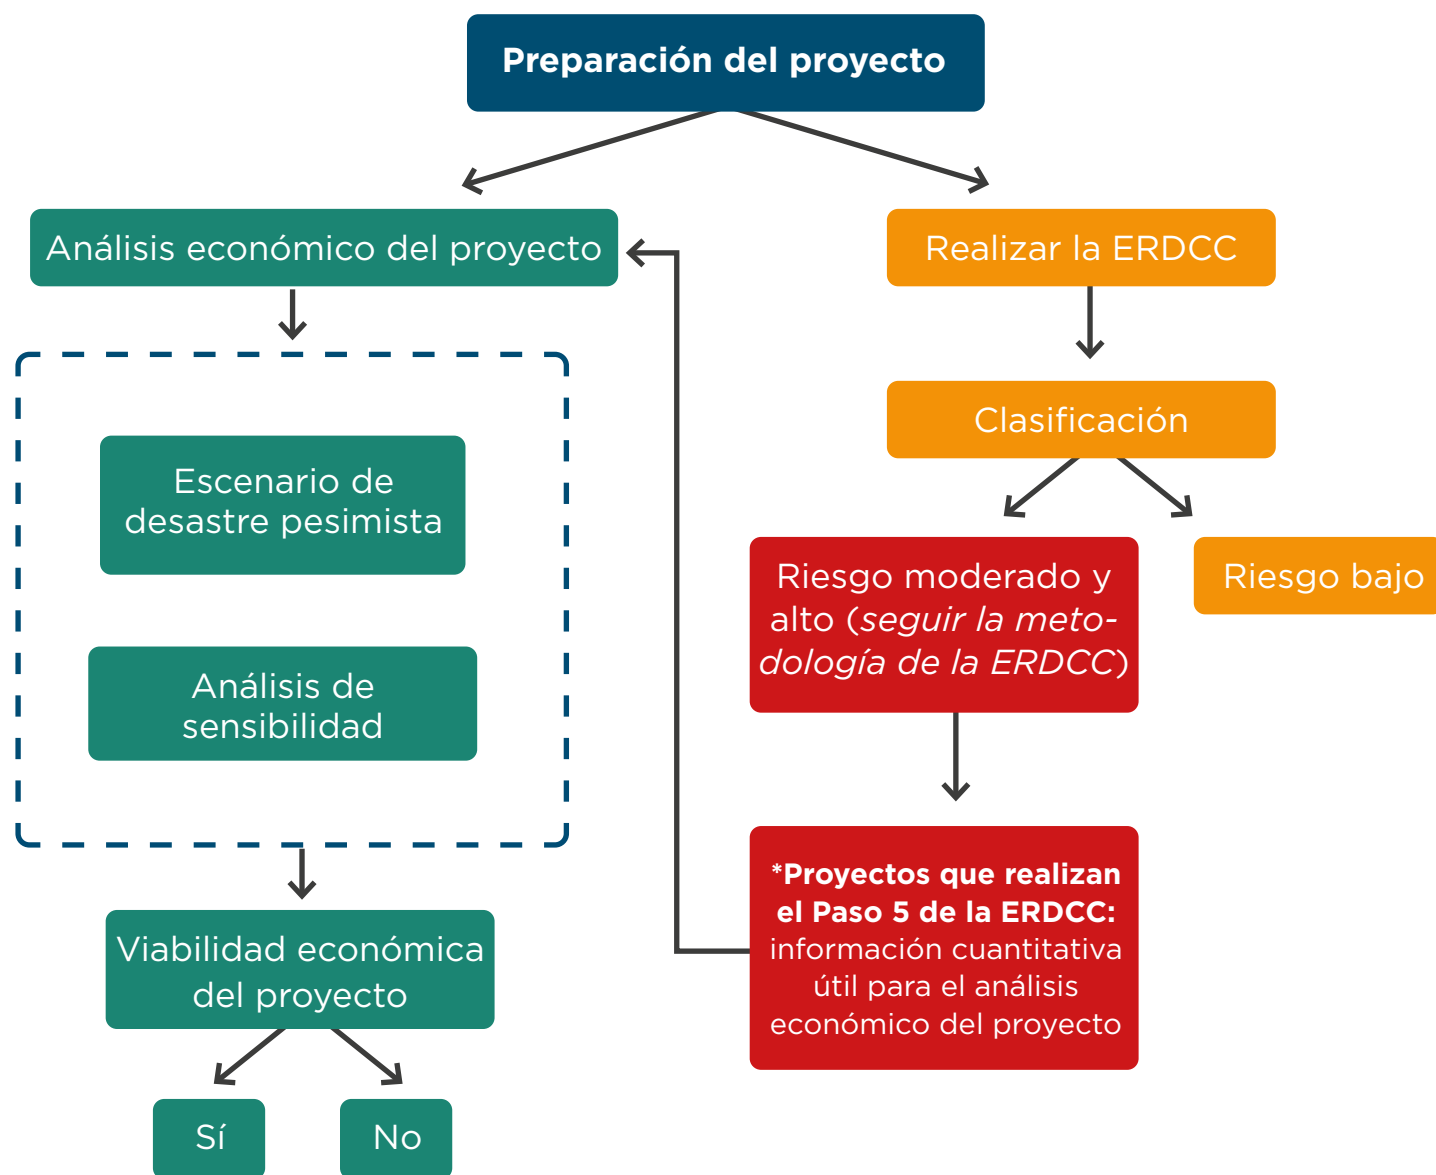 Preparación del proyecto
Análisis económico del proyecto
Realizar la ERDCC
Clasificación
Escenario de
desastre pesimista
Riesgo moderado y
alto (seguir la meto-
dología de la ERDCC)
Riesgo bajo
Análisis de
sensibilidad
*Proyectos que realizan
el Paso 5 de la ERDCC:
información cuantitativa
útil para el análisis
económico del proyecto
Viabilidad económica
del proyecto
Sí
No